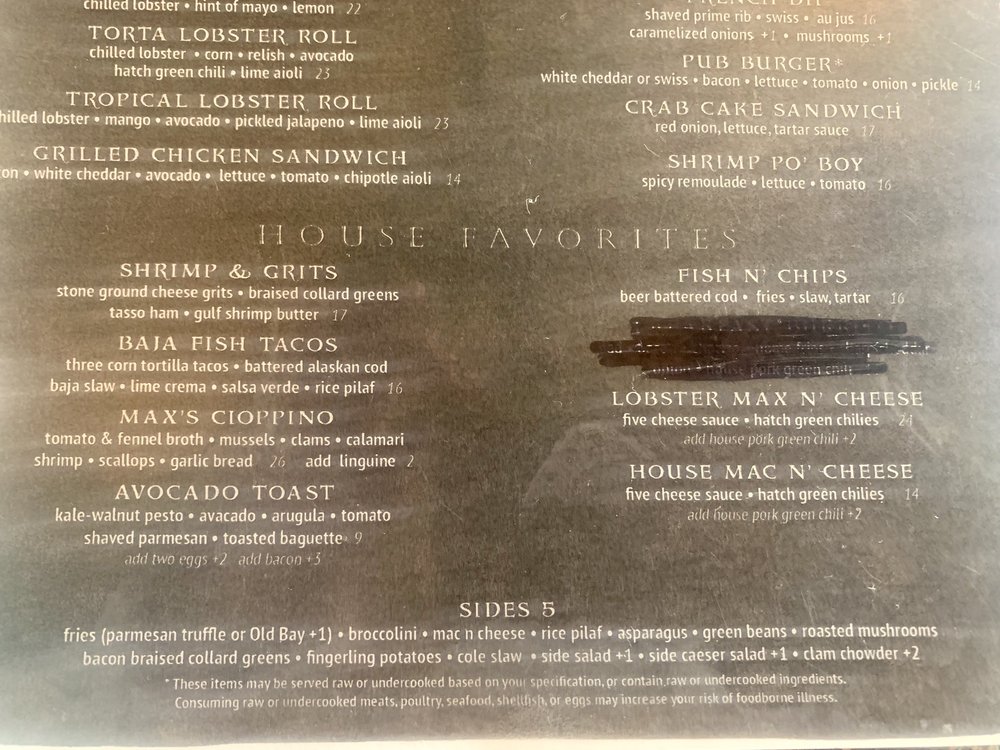 chilled lobster • hint of mayo • lemon 22
TORTA LOBSTER ROLL
chilled lobster • corn • relish • avocado
hatch green chili • lime aioli 23
TROPICAL LOBSTER ROLL
hilled lobster • mango • avocado • pickled jalapeno • lime aioli 23
GRILLED CHICKEN SANDWICH
on • white cheddar • avocado • lettuce • tomato • chipotle aioli 14
FRENCH DIP
shaved prime rib • swiss • au jus 16
caramelized onions +1 • mushrooms +1
PUB BURGER*
white cheddar or swiss • bacon • lettuce • tomato • onion • pickle 14
CRAB CAKE SANDWICH
red onion, lettuce, tartar sauce 17
SHRIMP PO' BOY
spicy remoulade • lettuce • tomato 16
HOUSE FAVORITES
SHRIMP & GRITS
stone ground cheese grits • braised collard greens
tasso ham • gulf shrimp butter 17
BAJA FISH TACOS
three corn tortilla tacos • battered alaskan cod
baja slaw • lime crema • salsa verde • rice pilaf 16
MAX'S CIOPPINO
tomato & fennel broth • mussels • clams • calamari
shrimp • scallops • garlic bread 26 add linguine 2
AVOCADO TOAST
kale-walnut pesto • avacado • arugula • tomato
shaved parmesan • toasted baguette 9
add two eggs +2 add bacon +3
FISH N' CHIPS
beer battered cod • fries • slaw, tartar 16
house pork green chili
LOBSTER MAX N' CHEESE
five cheese sauce • hatch green chilies 24
add house pork green chili +2
HOUSE MAC N' CHEESE
five cheese sauce • hatch green chilies 14
add house pork green chili +2
SIDES 5
fries (parmesan truffle or Old Bay +1) • broccolini • mac n cheese • rice pilaf • asparagus • green beans • roasted mushrooms
bacon braised collard greens • fingerling potatoes • cole slaw • side salad +1 • side caeser salad +1 • clam chowder +2
* These items may be served raw or undercooked based on your specification, or contain raw or undercooked ingredients.
Consuming raw or undercooked meats, poultry, seafood, shellfish, or eggs may increase your risk of foodborne illness.